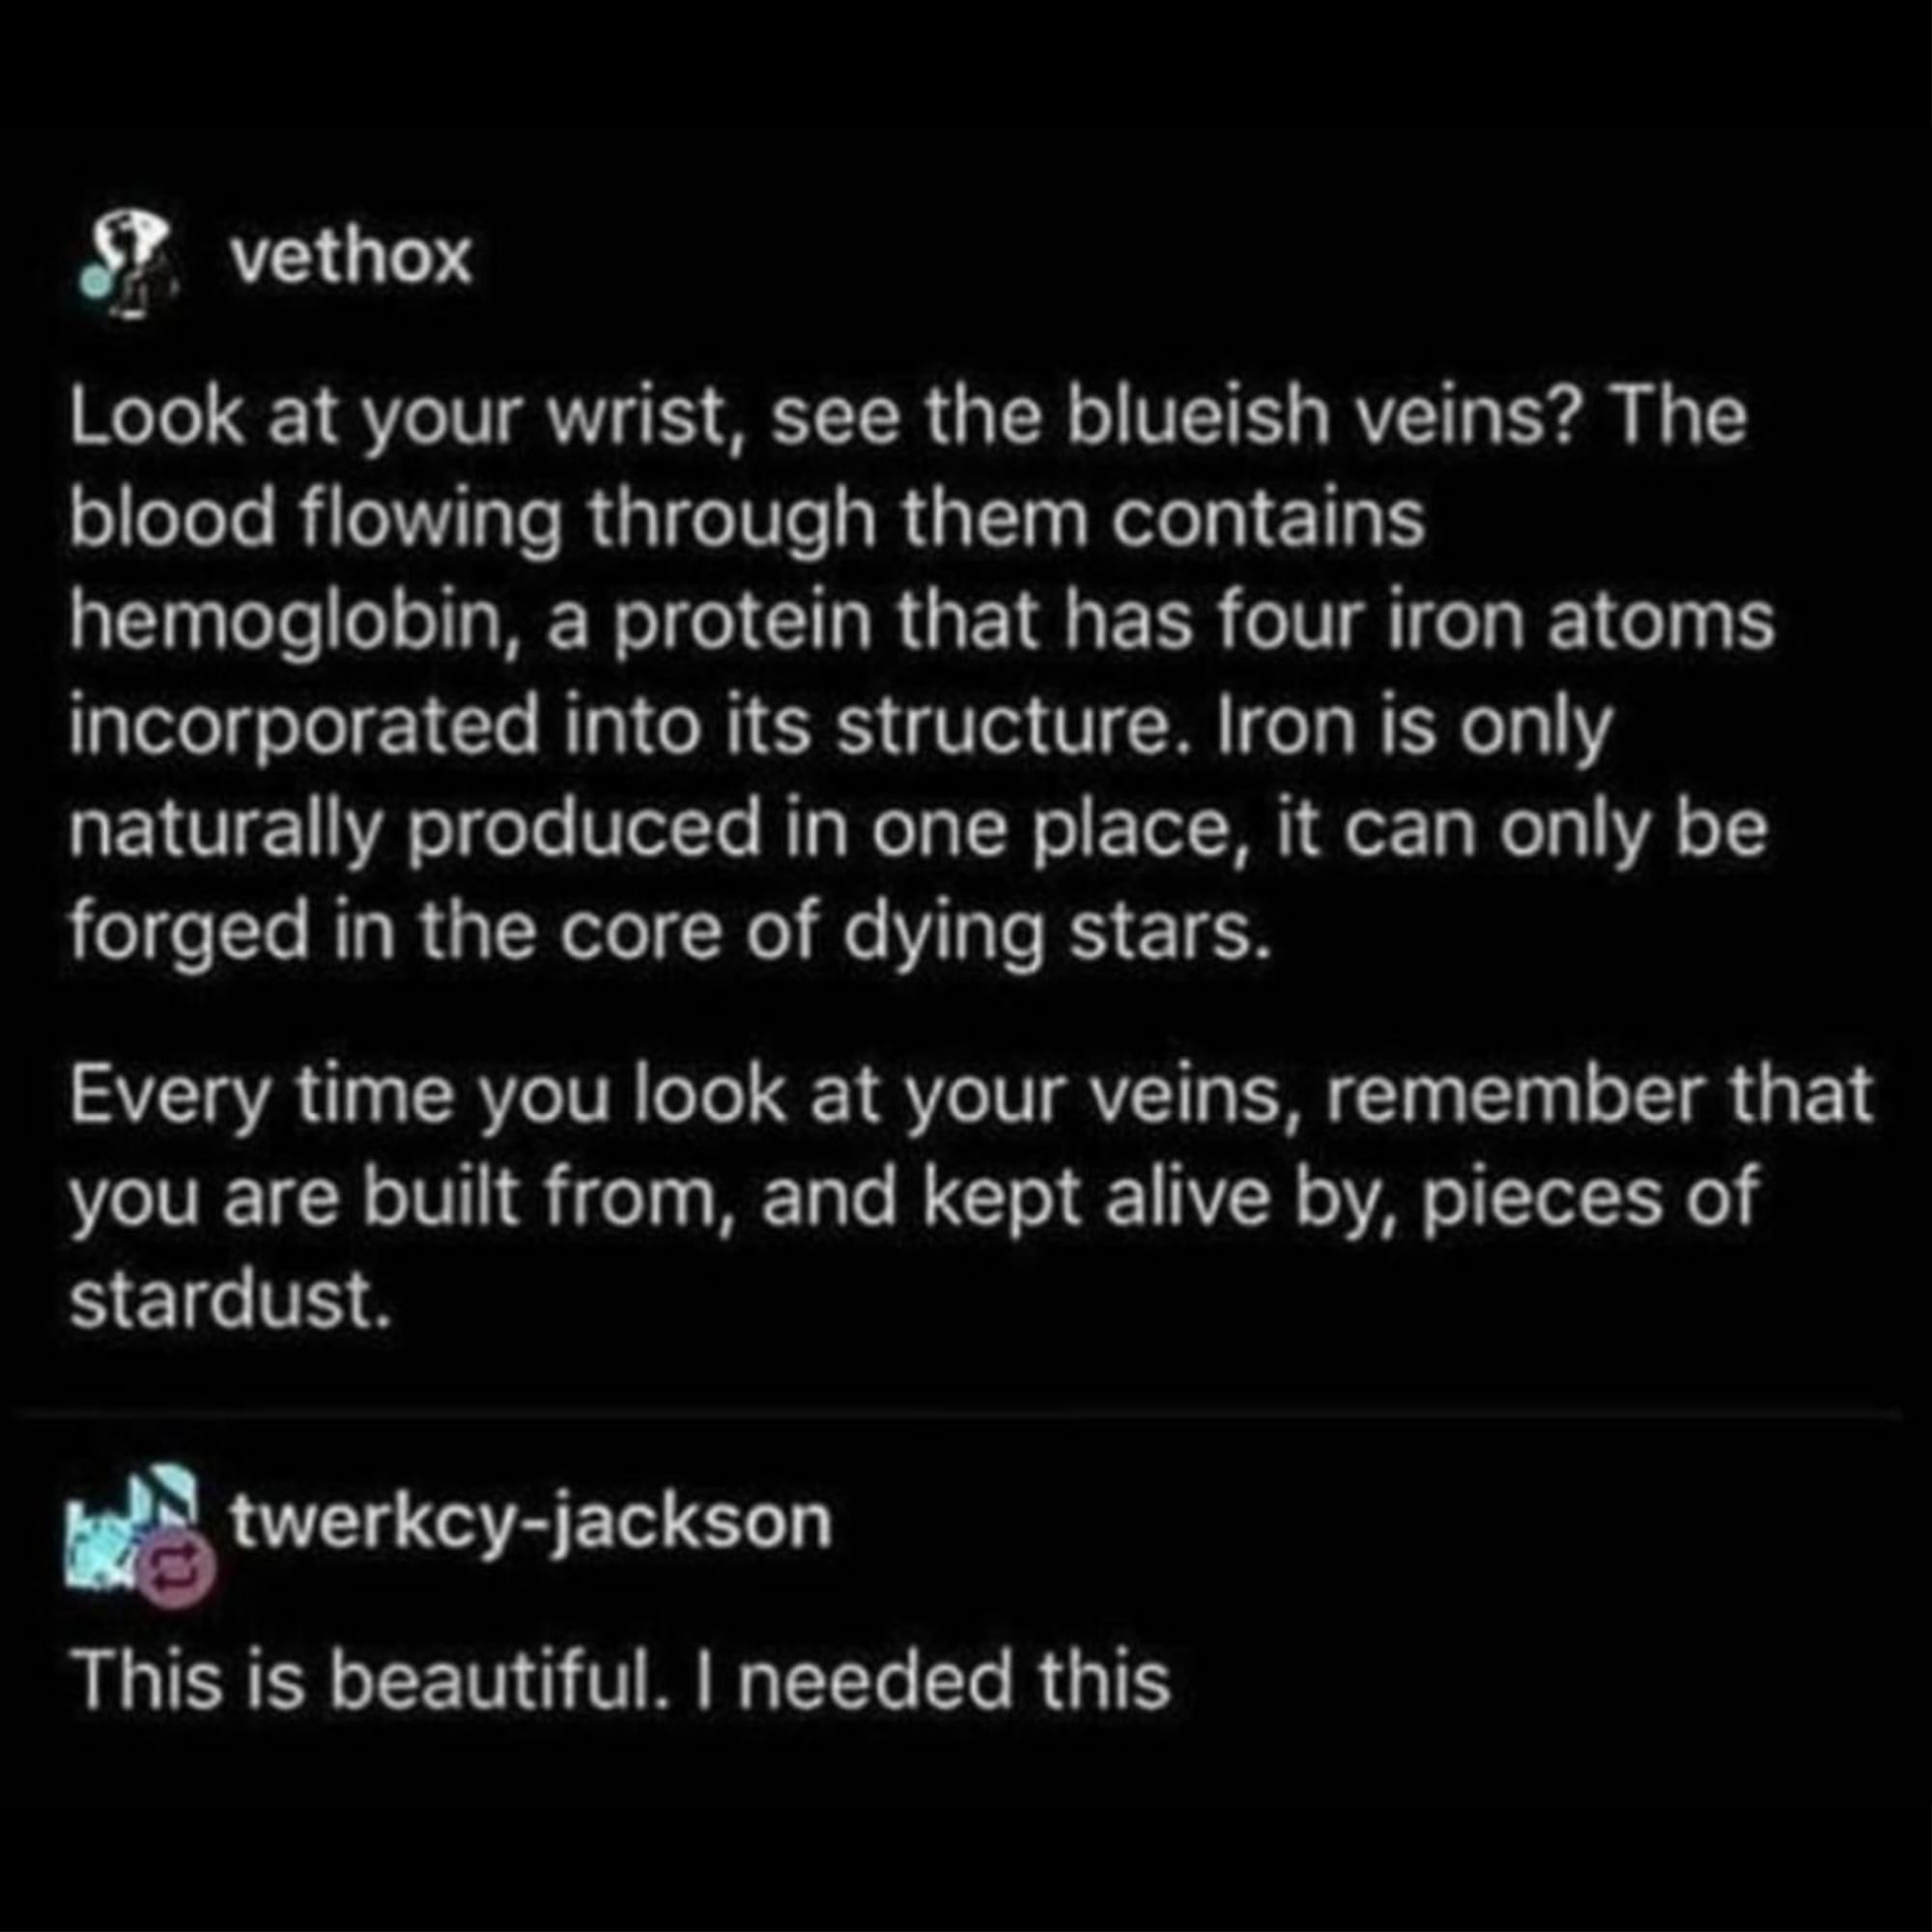 vethox
Look at your wrist, see the blueish veins? The
blood flowing through them contains
hemoglobin, a protein that has four iron atoms
incorporated into its structure. Iron is only
naturally produced in one place, it can only be
forged in the core of dying stars.
Every time you look at your veins, remember that
you are built from, and kept alive by, pieces of
stardust.
twerkcy-jackson
This is beautiful. I needed this